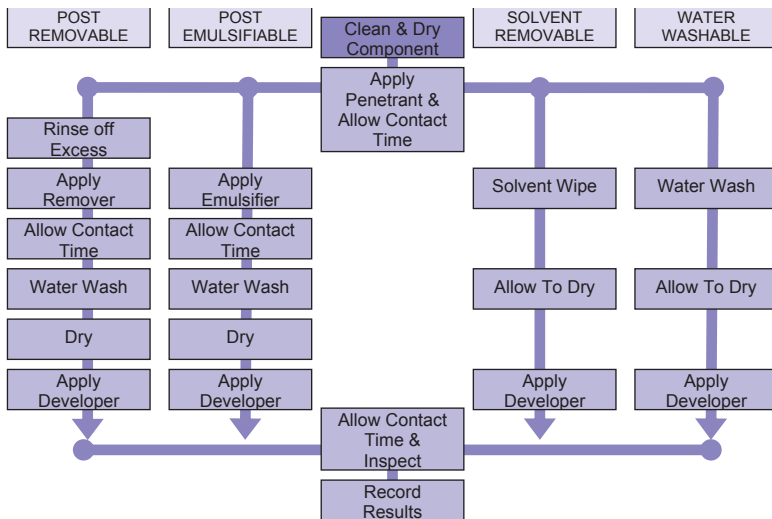 POST
REMOVABLE
POST
EMULSIFIABLE
Clean & Dry
Component
SOLVENT
REMOVABLE
WATER
WASHABLE
Apply
Penetrant &
Allow Contact
Time
Rinse off
Excess
Apply
Remover
Apply
Emulsifier
Solvent Wipe
Water Wash
Allow Contact
Time
Allow Contact
Time
Water Wash
Water Wash
Allow To Dry
Allow To Dry
Dry
Dry
Apply
Developer
Apply
Developer
Apply
Developer
Apply
Developer
Allow Contact
Time &
Inspect
Record
Results